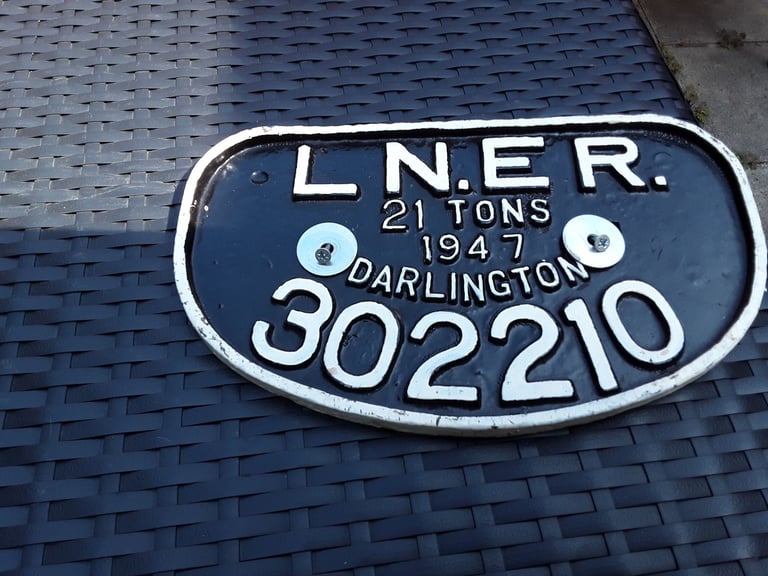 L N.E R.
21 TONS
1947
DARLINGTON
302210